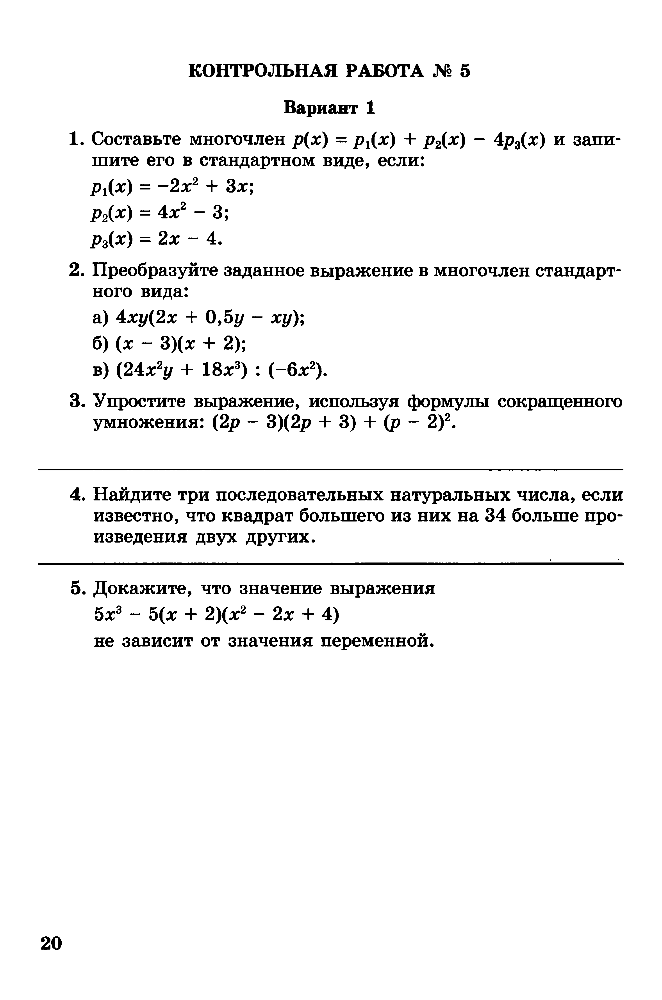 КОНТРОЛЬНАЯ РАБОТА № 5
Вариант 1
1. Составьте многочлен p(x) = p₁(x) + p₂(x) − 4p₃(x) и запи-
шите его в стандартном виде, если:
p₁(x) = −2x² + 3x;
p₂(x) = 4x² − 3;
p₃(x) = 2x − 4.
2. Преобразуйте заданное выражение в многочлен стандарт-
ного вида:
а) 4xy(2x + 0,5y − xy);
б) (x − 3)(x + 2);
в) (24x²y + 18x³) : (−6x²).
3. Упростите выражение, используя формулы сокращенного
умножения: (2p − 3)(2p + 3) + (p − 2)².
4. Найдите три последовательных натуральных числа, если
известно, что квадрат большего из них на 34 больше про-
изведения двух других.
5. Докажите, что значение выражения
5x³ − 5(x + 2)(x² − 2x + 4)
не зависит от значения переменной.
20